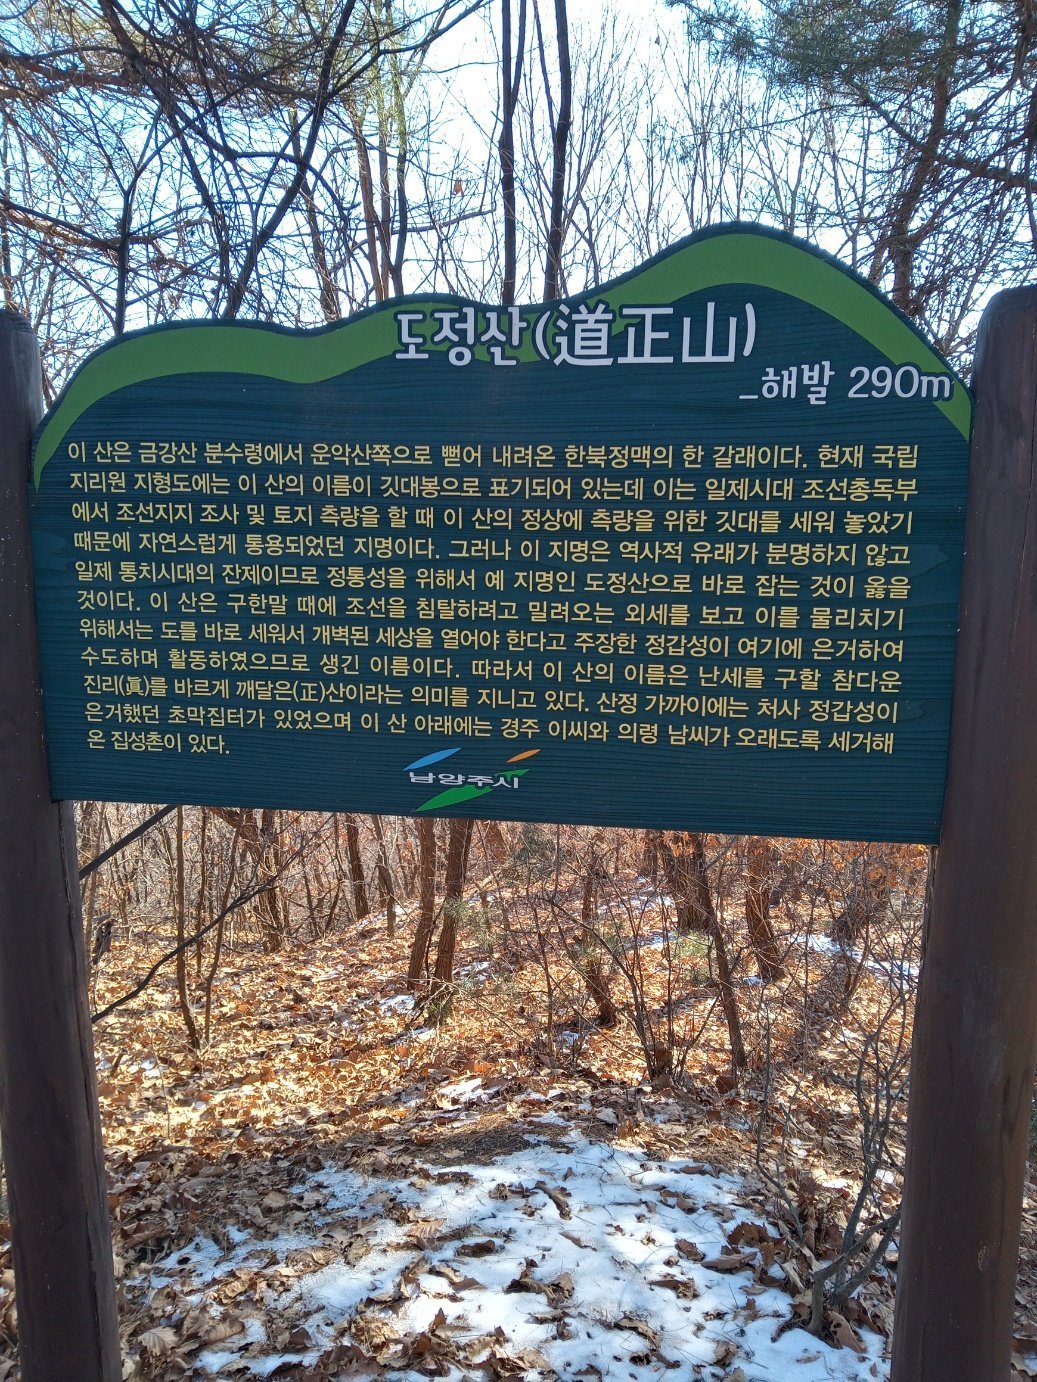 도정산(道正山)
_해발 290m
이 산은 금강산 분수령에서 운악산쪽으로 뻗어 내려온 한북정맥의 한 갈래이다. 현재 국립
지리원 지형도에는 이 산의 이름이 깃대봉으로 표기되어 있는데 이는 일제시대 조선총독부
에서 조선지지 조사 및 토지 측량을 할 때 이 산의 정상에 측량을 위한 깃대를 세워 놓았기
때문에 자연스럽게 통용되었던 지명이다. 그러나 이 지명은 역사적 유래가 분명하지 않고
일제 통치시대의 잔제이므로 정통성을 위해서 예 지명인 도정산으로 바로 잡는 것이 옳을
것이다. 이 산은 구한말 때에 조선을 침탈하려고 밀려오는 외세를 보고 이를 물리치기
위해서는 도를 바로 세워서 개벽된 세상을 열어야 한다고 주장한 정갑성이 여기에 은거하여
수도하며 활동하였으므로 생긴 이름이다. 따라서 이 산의 이름은 난세를 구할 참다운
진리(眞)를 바르게 깨달은(正)산이라는 의미를 지니고 있다. 산정 가까이에는 처사 정갑성이
은거했던 초막집터가 있었으며 이 산 아래에는 경주 이씨와 의령 남씨가 오래도록 세거해
온 집성촌이 있다.
남양주시